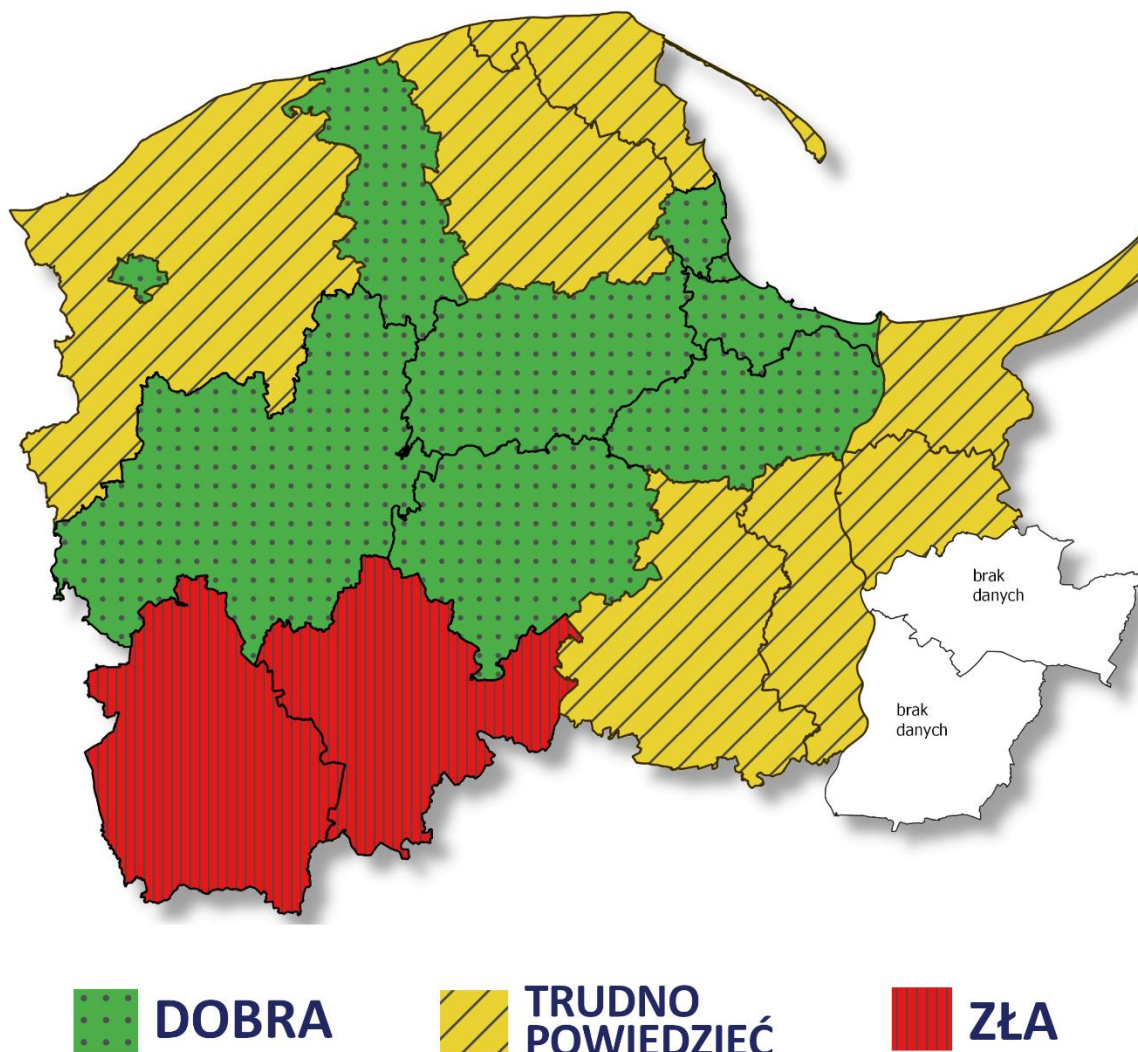 brak
danych
brak
danych
DOBRA
TRUDNO
POWIEDZIEĆ
ZŁA